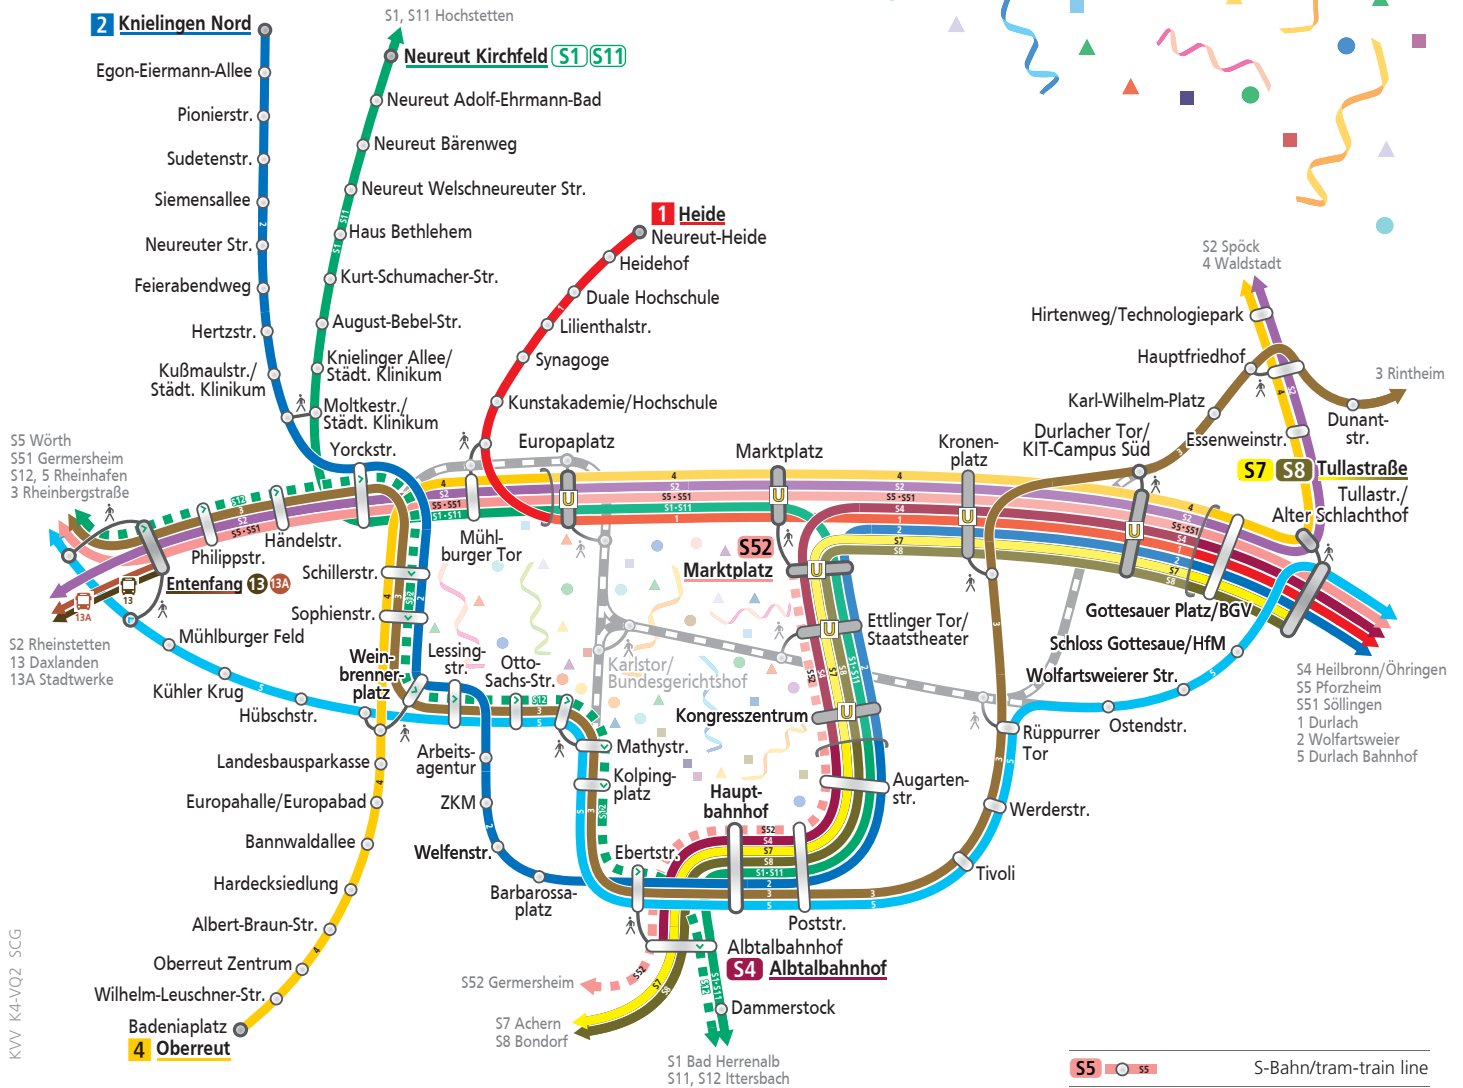 S1, S11 Hochstetten
2 Knielingen Nord
Neureut Kirchfeld S1 S11
Egon-Eiermann-Allee
Neureut Adolf-Ehrmann-Bad
Pionierstr.
Neureut Bärenweg
Sudetenstr.
Neureut Welschneureuter Str.
Siemensallee
Haus Bethlehem
Neureuter Str.
Kurt-Schumacher-Str.
Feierabendweg
August-Bebel-Str.
Hertzstr.
Knielinger Allee/
Städt. Klinikum
Kußmaulstr./
Städt. Klinikum
Moltkestr./
Städt. Klinikum
Yorckstr.
1 Heide
Neureut-Heide
Heidehof
Duale Hochschule
Lilienthalstr.
Synagoge
Kunstakademie/Hochschule
Europaplatz
Marktplatz
Kronen-
platz
Durlacher Tor/
KIT-Campus Süd
Karl-Wilhelm-Platz
Hauptfriedhof
Hirtenweg/Technologiepark
S2 Spöck
4 Waldstadt
3 Rintheim
Dunant-
str.
Essenweinstr.
S7 S8 Tullastraße
Tullastr./
Alter Schlachthof
S5 Wörth
S51 Germersheim
S12, 5 Rheinhafen
3 Rheinbergstraße
Philippstr.
Händelstr.
Mühl-
burger Tor
Entenfang 13 13A
13
13A
S2 Rheinstetten
13 Daxlanden
13A Stadtwerke
Schillerstr.
Sophienstr.
Mühlburger Feld
Kühler Krug
Hübschstr.
Wein-
brenner-
platz
Lessing-
str.
Otto-
Sachs-Str.
Karlstor/
Bundesgerichtshof
S52
Marktplatz
Ettlinger Tor/
Staatstheater
Kongresszentrum
Gottesauer Platz/BGV
Schloss Gottesaue/HfM
Wolfartsweierer Str.
Ostendstr.
Rüppurrer
Tor
S4 Heilbronn/Öhringen
S5 Pforzheim
S51 Söllingen
1 Durlach
2 Wolfartsweier
5 Durlach Bahnhof
Landesbausparkasse
Arbeits-
agentur
Mathystr.
Kolping-
platz
Haupt-
bahnhof
Augarten-
str.
Werderstr.
Tivoli
Europahalle/Europabad
ZKM
Bannwaldallee
Welfenstr.
Ebertstr.
Hardecksiedlung
Barbarossa-
platz
Poststr.
Albert-Braun-Str.
Albtalbahnhof
S4 Albtalbahnhof
Oberreut Zentrum
Wilhelm-Leuschner-Str.
Badeniaplatz
4 Oberreut
S52 Germersheim
Dammerstock
S7 Achern
S8 Bondorf
S1 Bad Herrenalb
S11, S12 Ittersbach
KVV K4-VQ2 SCG
S5 S5 S-Bahn/tram-train line